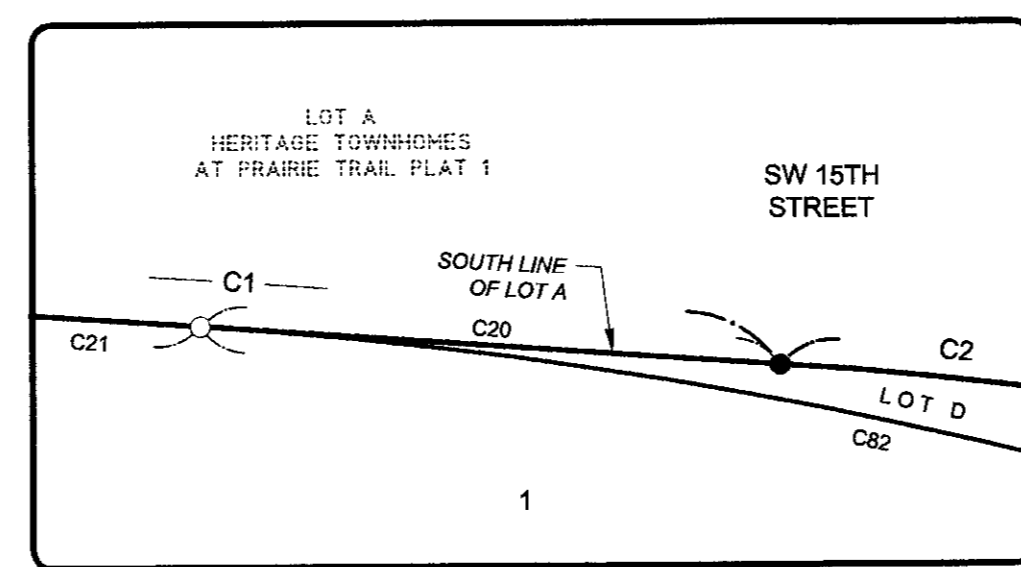 LOT A
HERITAGE TOWNHOMES
AT PRAIRIE TRAIL PLAT 1
SW 15TH
STREET
SOUTH LINE
OF LOT A
C1
C20
C21
C2
LOT D
C82
1